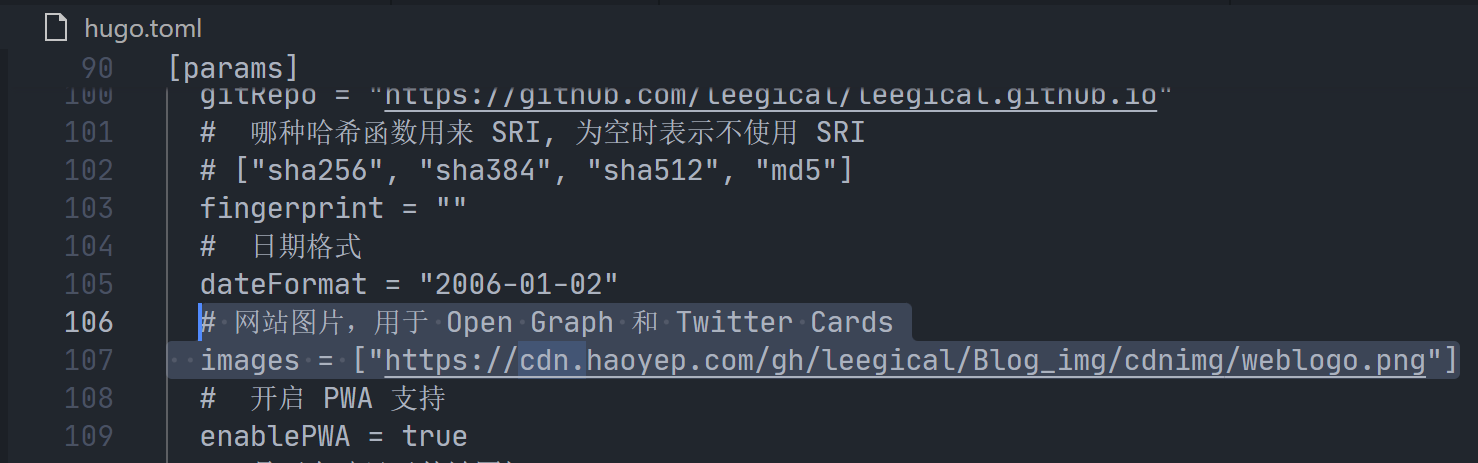 hugo.toml
90 [params]
100 gitRepo = "https://github.com/leegical/leegical.github.io"
101 #  哪种哈希函数用来 SRI, 为空时表示不使用 SRI
102 # ["sha256", "sha384", "sha512", "md5"]
103 fingerprint = ""
104 #  日期格式
105 dateFormat = "2006-01-02"
106 # 网站图片，用于 Open Graph 和 Twitter Cards
107 images = ["https://cdn.haoyep.com/gh/leegical/Blog_img/cdnimg/weblogo.png"]
108 #  开启 PWA 支持
109 enablePWA = true